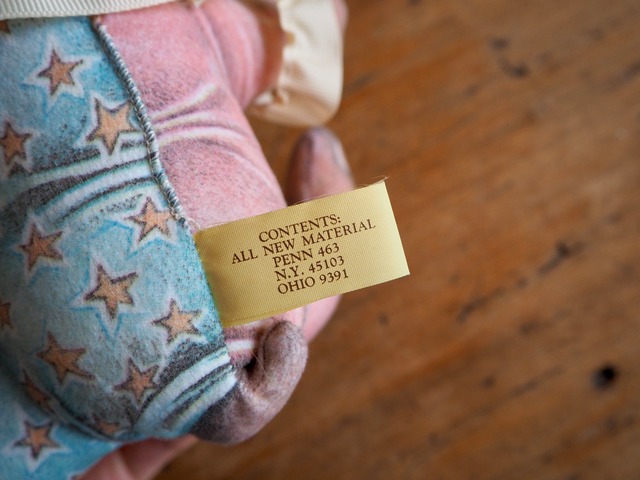 CONTENTS:
ALL NEW MATERIAL
PENN 463
N.Y. 45103
OHIO 9391